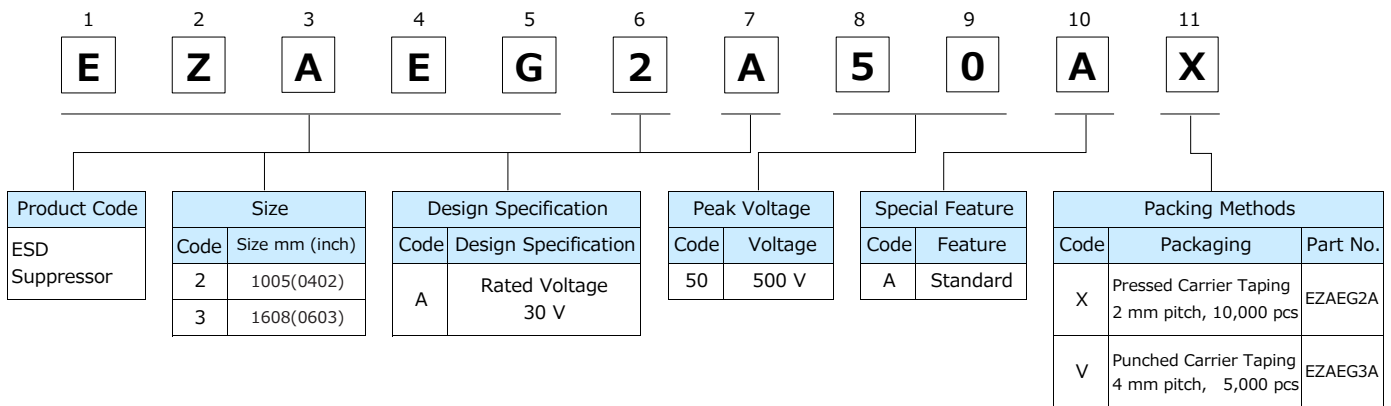 1 2 3 4 5 6 7 8 9 10 11
E Z A E G 2 A 5 0 A X
Product Code
ESD
Suppressor
Size
Code Size mm (inch)
2 1005(0402)
3 1608(0603)
Design Specification
Code Design Specification
A Rated Voltage
30 V
Peak Voltage
Code Voltage
50 500 V
Special Feature
Code Feature
A Standard
Packing Methods
Code Packaging Part No.
X Pressed Carrier Taping
2 mm pitch, 10,000 pcs EZAEG2A
V Punched Carrier Taping
4 mm pitch, 5,000 pcs EZAEG3A